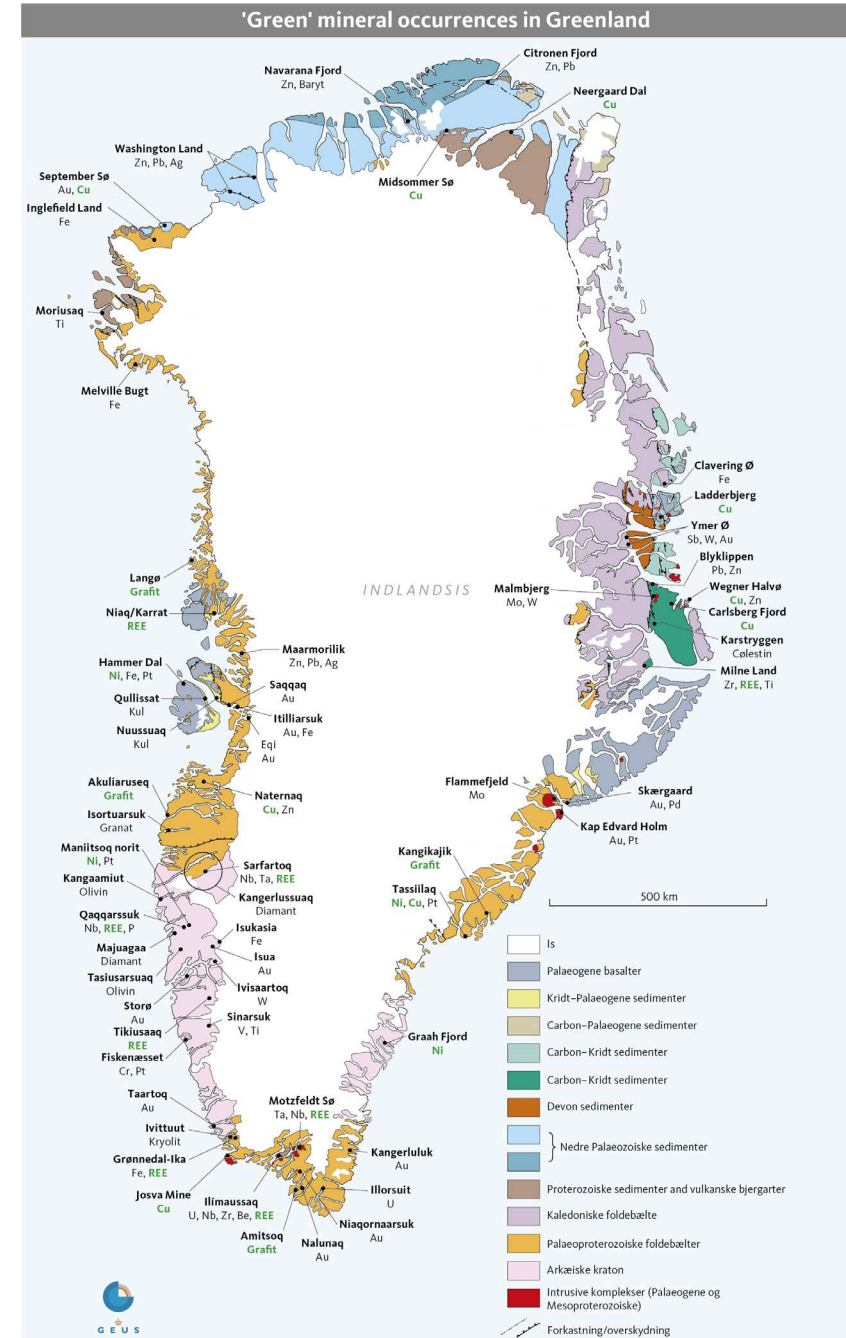 'Green' mineral occurrences in Greenland
Citronen Fjord
Zn, Pb
Navarana Fjord
Zn, Baryt
Neergaard Dal
Cu
Washington Land
Zn, Pb, Ag
Midsommer Sø
Cu
September Sø
Au, Cu
Inglefield Land
Fe
Moriusaq
Ti
Melville Bugt
Fe
Clavering Ø
Fe
Ladderbjerg
Cu
Ymer Ø
Sb, W, Au
Blyklippen
Pb, Zn
Langø
Grafit
INDLANDSIS
Malmbjerg
Mo, W
Wegner Halvø
Cu, Zn
Carlsberg Fjord
Cu
Niaq/Karrat
REE
Karstryggen
Cølestin
Maarmorilik
Zn, Pb, Ag
Hammer Dal
Ni, Fe, Pt
Milne Land
Zr, REE, Ti
Saqqaq
Au
Qullissat
Kul
Itilliarsuk
Au, Fe
Nuussuaq
Kul
Eqi
Au
Akuliaruseq
Grafit
Naternaq
Cu, Zn
Flammefjeld
Mo
Skærgaard
Au, Pd
Isortuarsuk
Granat
Kap Edvard Holm
Au, Pt
Maniitsoq norit
Ni, Pt
Kangikajik
Grafit
Sarfartoq
Nb, Ta, REE
Kangaamiut
Olivin
Kangerlussuaq
Diamant
Tassiilaq
Ni, Cu, Pt
500 km
Qaqqarssuk
Nb, REE, P
Isukasia
Fe
Majuagaa
Diamant
Isua
Au
Tasiusarsuaq
Olivin
Ivisaartoq
W
Storø
Au
Sinarsuk
V, Ti
Tikiusaaq
REE
Graah Fjord
Ni
Fiskenæsset
Cr, Pt
Taartoq
Au
Motzfeldt Sø
Ta, Nb, REE
Ivittuut
Kryolit
Kangerluluk
Au
Grønnedal-Ika
Fe, REE
Josva Mine
Cu
Ilímaussaq
U, Nb, Zr, Be, REE
Illorsuit
U
Niaqornaarsuk
Au
Amitsoq
Grafit
Nalunaq
Au
Is
Palaeogene basalter
Kridt–Palaeogene sedimenter
Carbon–Palaeogene sedimenter
Carbon–Kridt sedimenter
Carbon–Kridt sedimenter
Devon sedimenter
Nedre Palaeozoiske sedimenter
Proterozoiske sedimenter and vulkanske bjergarter
Kaledoniske foldebælte
Palaeoproterozoiske foldebælter
Arkæiske kraton
Intrusive komplekser (Palaeogene og
Mesoproterozoiske)
Forkastning/overskydning
GEUS